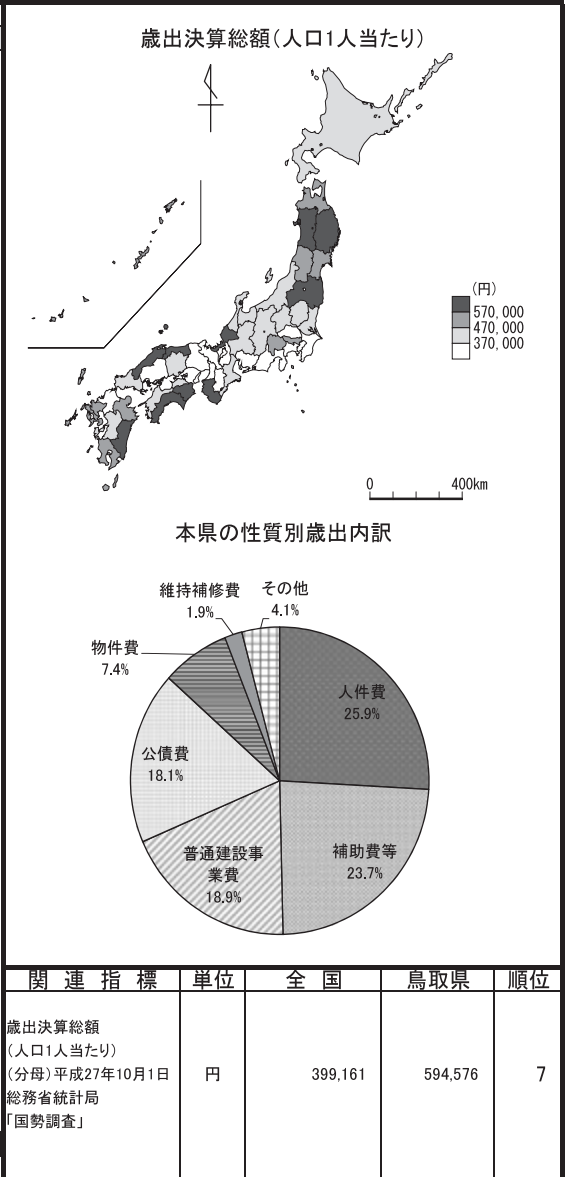 歳出決算総額(人口1人当たり)
(円)
570,000
470,000
370,000
0 400km
本県の性質別歳出内訳
維持補修費
1.9%
その他
4.1%
物件費
7.4%
人件費
25.9%
公債費
18.1%
普通建設事
業費
18.9%
補助費等
23.7%
関連指標 単位 全国 鳥取県 順位
歳出決算総額
(人口1人当たり)
(分母)平成27年10月1日 円 399,161 594,576 7
総務省統計局
「国勢調査」